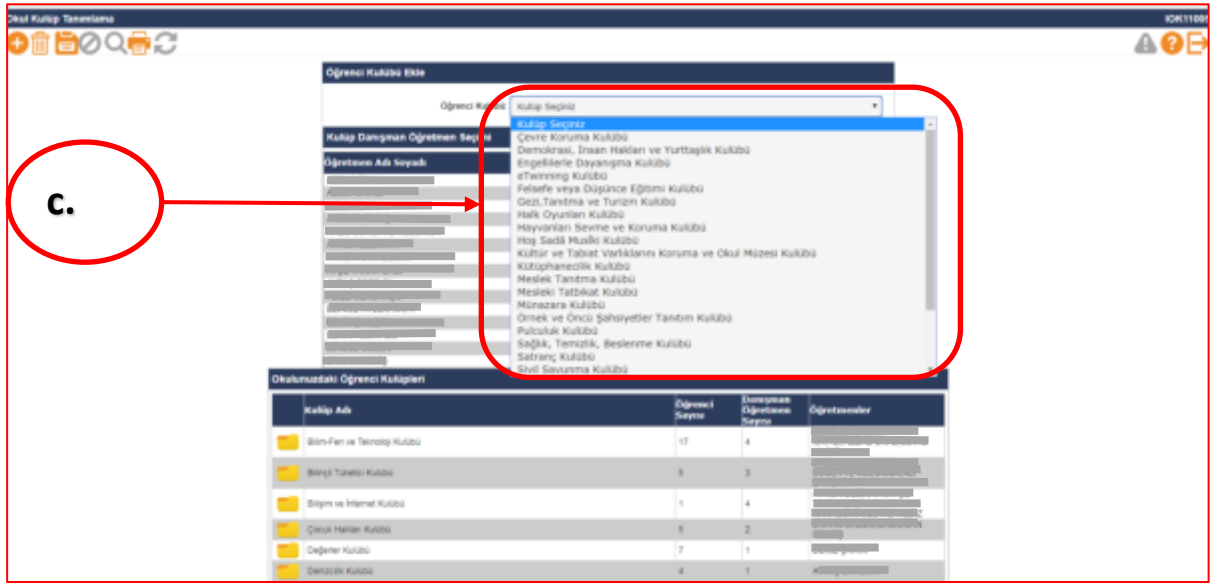 Okul Kulüp Tanımlama
Öğrenci Kulübü Ekle
Öğrenci Kulübü Kulüp Seçiniz
Kulüp Seçiniz
Çevre Koruma Kulübü
Demokrasi, İnsan Hakları ve Yurttaşlık Kulübü
Engellilerle Dayanışma Kulübü
eTwinning Kulübü
Felsefe veya Düşünce Eğitimi Kulübü
Gezi,Tanıtma ve Turizm Kulübü
Halk Oyunları Kulübü
Hayvanları Sevme ve Koruma Kulübü
Hoş Sadâ Musîki Kulübü
Kültür ve Tabiat Varlıklarını Koruma ve Okul Müzesi Kulübü
Kütüphanecilik Kulübü
Meslek Tanıtma Kulübü
Mesleki Tatbikat Kulübü
Münazara Kulübü
Örnek ve Öncü Şahsiyetler Tanıtım Kulübü
Pulculuk Kulübü
Sağlık, Temizlik, Beslenme Kulübü
Satranç Kulübü
Sivil Savunma Kulübü
Kulüp Danışman Öğretmen Seçimi
Öğretmen Adı Soyadı
c.
Okulunuzdaki Öğrenci Kulüpleri
Kulüp Adı Öğrenci Sayısı Danışman Öğretmen Sayısı Öğretmenler
Bilim-Fen ve Teknoloji Kulübü 17 4
Bilinçli Tüketici Kulübü 5 3
Bilişim ve İnternet Kulübü 1 4
Çocuk Hakları Kulübü 5 2
Değerler Kulübü 7 1
Denizcilik Kulübü 4 1